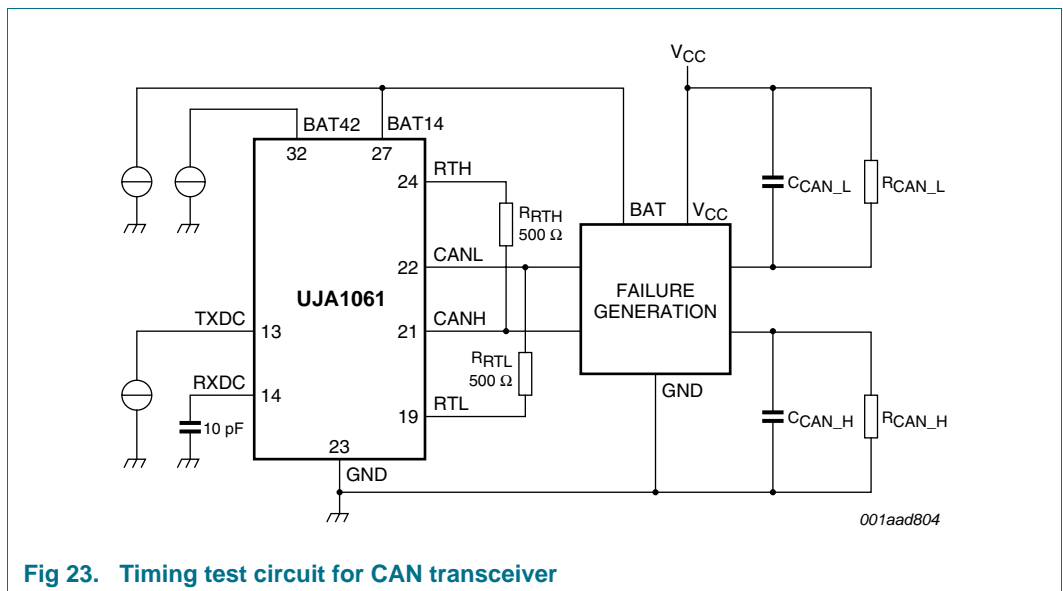 VCC
BAT42
BAT14
32
27
RTH
24
RRTH
500 Ω
BAT
VCC
CCAN_L
RCAN_L
CANL
22
FAILURE
GENERATION
UJA1061
TXDC
13
CANH
21
RRTL
500 Ω
GND
RXDC
14
10 pF
RTL
19
CCAN_H
RCAN_H
23
GND
001aad804
Fig 23. Timing test circuit for CAN transceiver